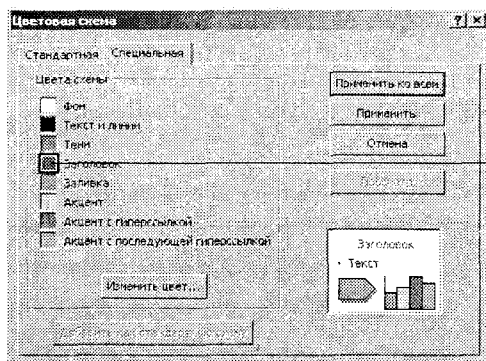 Цветовая схема
Стандартная Специальная
Цвета схемы
Фон
Текст и линии
Тени
Заголовок
Заливка
Акцент
Акцент с гиперссылкой
Акцент с последующей гиперссылкой
Изменить цвет...
Применить ко всем
Применить
Отмена
Заголовок
• Текст